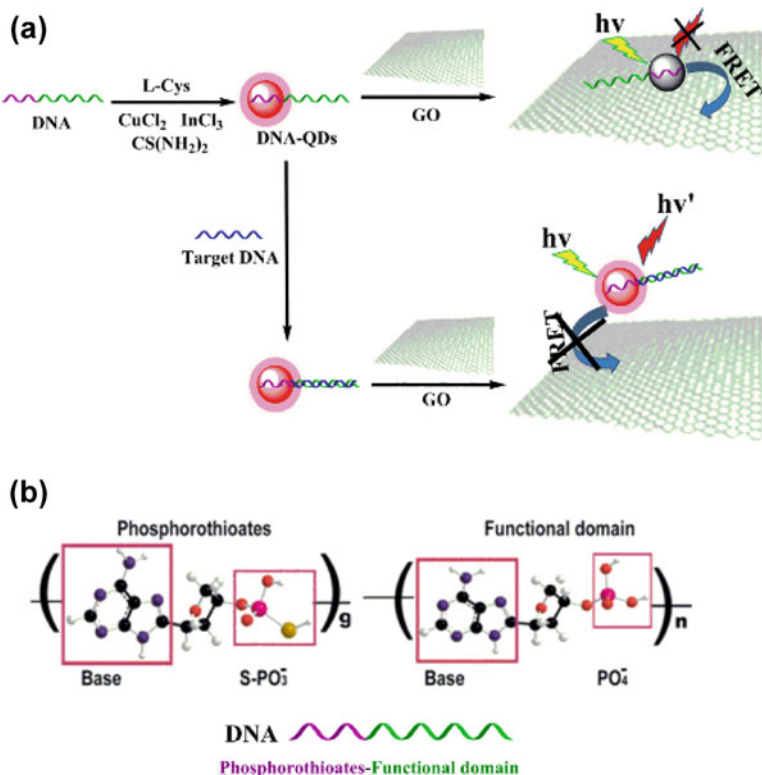 (a)
hν
FRET
L-Cys
DNA
CuCl₂ InCl₃
CS(NH₂)₂
DNA-QDs
GO
hν'
hν
Target DNA
FRET
GO
(b)
Phosphorothioates
Functional domain
g
n
Base
S-PO₃⁻
Base
PO₄⁻
DNA
Phosphorothioates-Functional domain